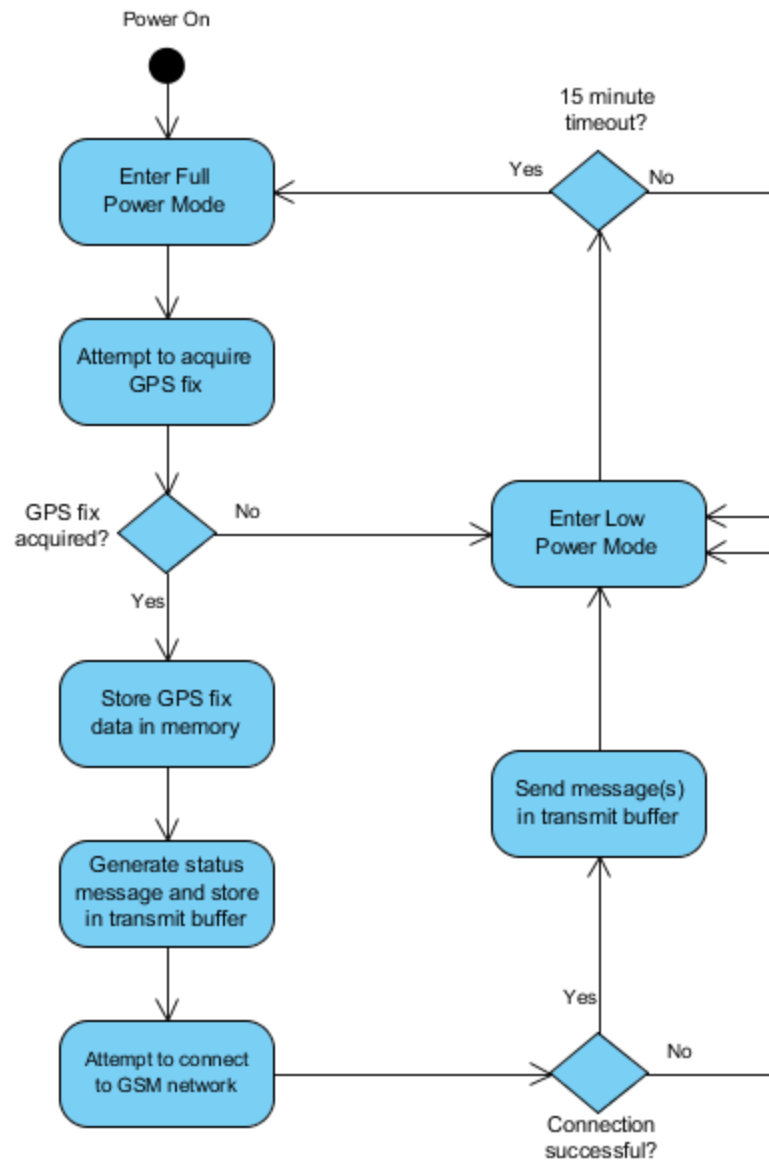 Power On
15 minute
timeout?
Enter Full
Power Mode
Yes
No
Attempt to acquire
GPS fix
GPS fix
acquired?
No
Enter Low
Power Mode
Yes
Store GPS fix
data in memory
Send message(s)
in transmit buffer
Generate status
message and store
in transmit buffer
Yes
Attempt to connect
to GSM network
No
Connection
successful?